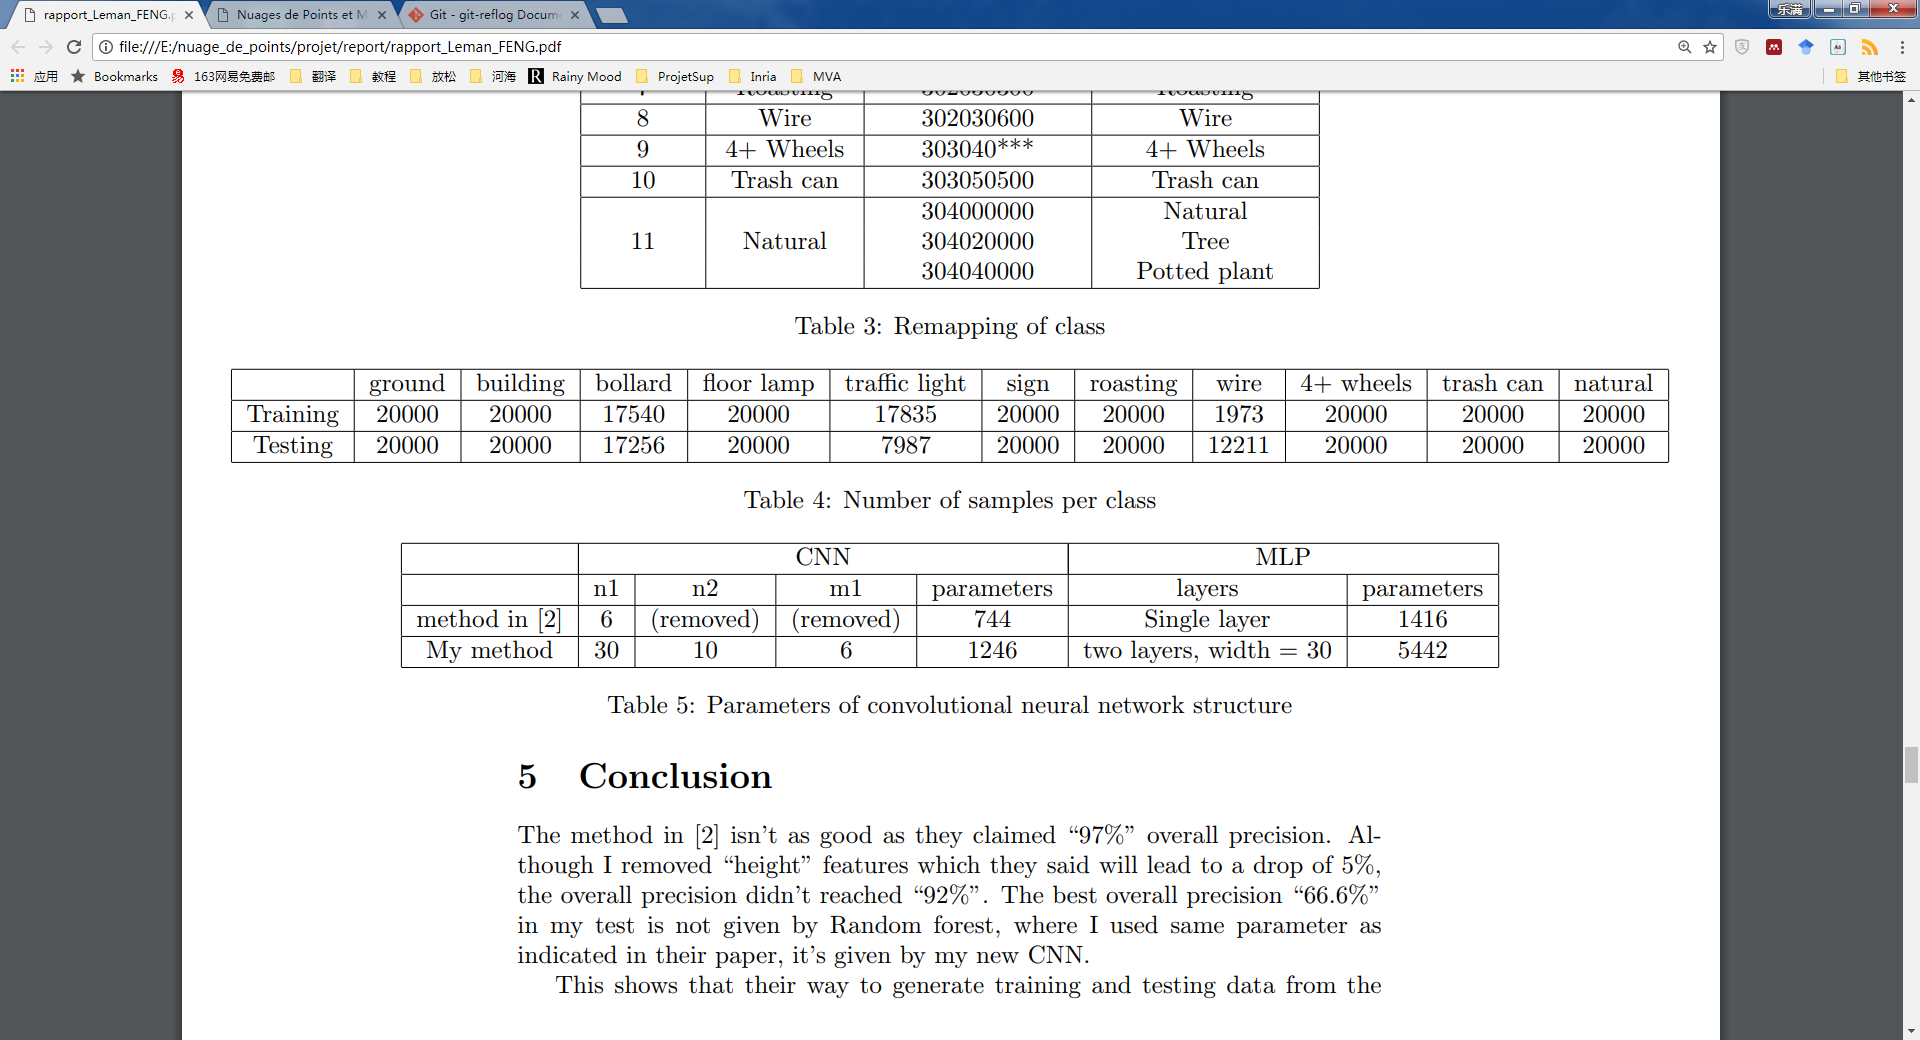 rapport_Leman_FENG.p
Nuages de Points et M
Git - git-reflog Docume
乐满
file:///E:/nuage_de_points/projet/report/rapport_Leman_FENG.pdf
应用 Bookmarks 163网易免费邮 翻译 教程 放松 河海 R Rainy Mood ProjetSup Inria MVA 其他书签
7 Roasting 302030300 Roasting
8 Wire 302030600 Wire
9 4+ Wheels 303040*** 4+ Wheels
10 Trash can 303050500 Trash can
304000000 Natural
11 Natural 304020000 Tree
304040000 Potted plant
Table 3: Remapping of class
ground building bollard floor lamp traffic light sign roasting wire 4+ wheels trash can natural
Training 20000 20000 17540 20000 17835 20000 20000 1973 20000 20000 20000
Testing 20000 20000 17256 20000 7987 20000 20000 12211 20000 20000 20000
Table 4: Number of samples per class
CNN MLP
n1 n2 m1 parameters layers parameters
method in [2] 6 (removed) (removed) 744 Single layer 1416
My method 30 10 6 1246 two layers, width = 30 5442
Table 5: Parameters of convolutional neural network structure
5 Conclusion
The method in [2] isn't as good as they claimed “97%” overall precision. Al-
though I removed “height” features which they said will lead to a drop of 5%,
the overall precision didn't reached “92%”. The best overall precision “66.6%”
in my test is not given by Random forest, where I used same parameter as
indicated in their paper, it's given by my new CNN.
This shows that their way to generate training and testing data from the